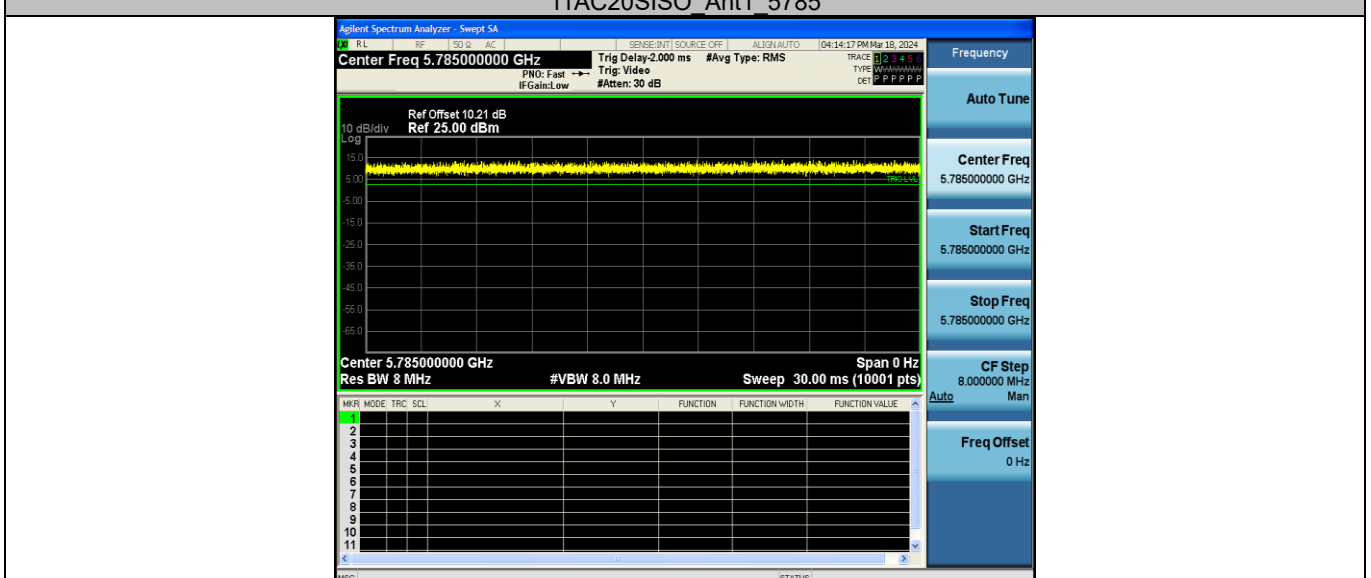 11AC20SISO_Ant1_5785
Agilent Spectrum Analyzer - Swept SA
LXI RL RF 50 Ω AC SENSE:INT SOURCE OFF ALIGN AUTO 04:14:17 PM Mar 18, 2024
Center Freq 5.785000000 GHz
PNO: Fast
IFGain:Low
Trig Delay-2.000 ms #Avg Type: RMS
Trig: Video
#Atten: 30 dB
TRACE 1 2 3 4 5 6
TYPE WWWWWW
DET P P P P P P
Ref Offset 10.21 dB
10 dB/div Ref 25.00 dBm
Log
15.0
5.00
TRIG LVL
-5.00
-15.0
-25.0
-35.0
-45.0
-55.0
-65.0
Center 5.785000000 GHz Span 0 Hz
Res BW 8 MHz #VBW 8.0 MHz Sweep 30.00 ms (10001 pts)
MKR MODE TRC SCL X Y FUNCTION FUNCTION WIDTH FUNCTION VALUE
1
2
3
4
5
6
7
8
9
10
11
MSG STATUS
Frequency
Auto Tune
Center Freq
5.785000000 GHz
Start Freq
5.785000000 GHz
Stop Freq
5.785000000 GHz
CF Step
8.000000 MHz
Auto Man
Freq Offset
0 Hz